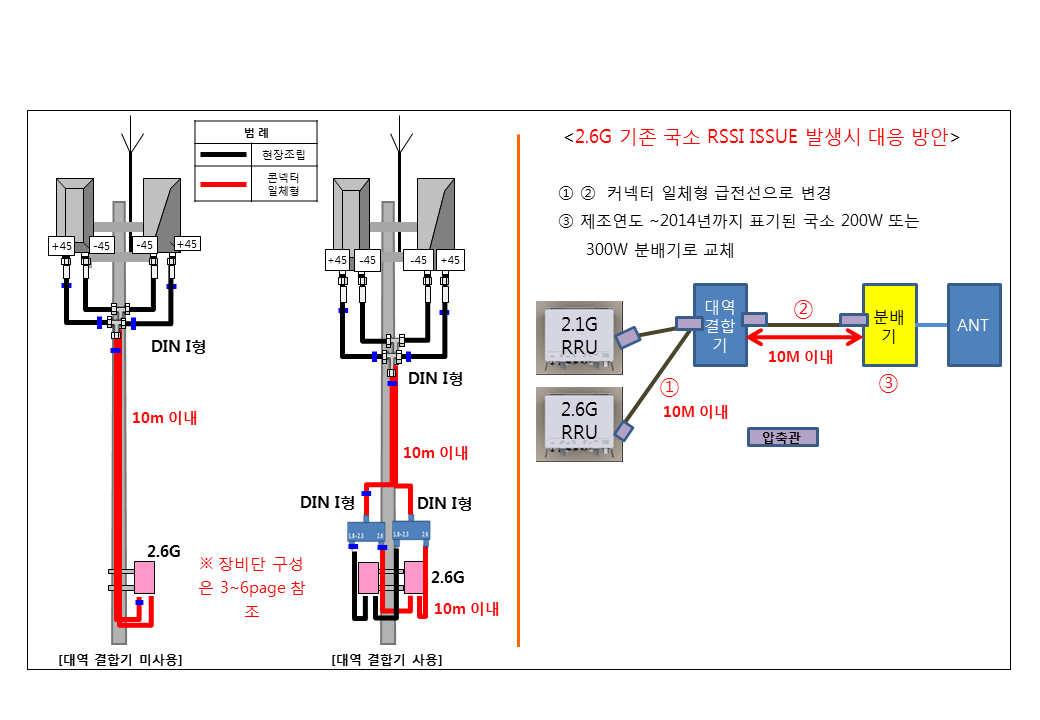 범 례
현장조립
콘넥터
일체형
+45
-45
-45
+45
DIN I형
10m 이내
2.6G
※ 장비단 구성
은 3~6page 참
조
[대역 결합기 미사용]
+45
-45
-45
+45
DIN I형
10m 이내
DIN I형
DIN I형
1.8~2.3
2.6
1.8~2.3
2.6
2.6G
10m 이내
[대역 결합기 사용]
<2.6G 기존 국소 RSSI ISSUE 발생시 대응 방안>
① ② 커넥터 일체형 급전선으로 변경
③ 제조연도 ~2014년까지 표기된 국소 200W 또는
300W 분배기로 교체
2.1G
RRU
2.6G
RRU
대역
결합
기
②
10M 이내
①
10M 이내
분배
기
③
ANT
압축관